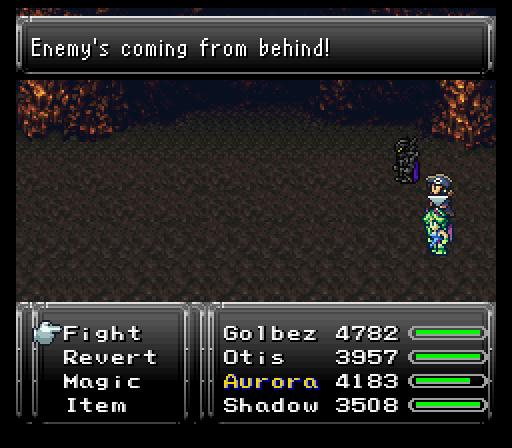 Enemy's coming from behind!
Fight
Revert
Magic
Item
Golbez 4782
Otis 3957
Aurora 4183
Shadow 3508